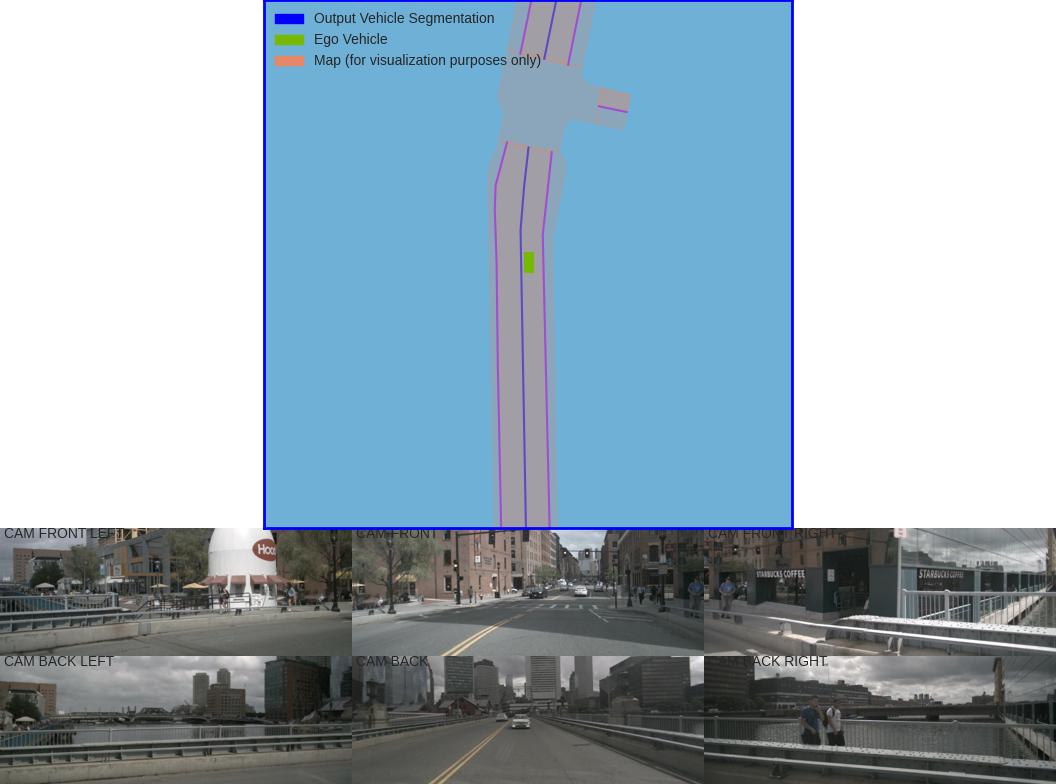 Output Vehicle Segmentation
Ego Vehicle
Map (for visualization purposes only)
CAM FRONT LEFT
CAM FRONT
CAM FRONT RIGHT
Hood
STARBUCKS COFFEE
STARBUCKS COFFEE
CAM BACK LEFT
CAM BACK
CAM BACK RIGHT